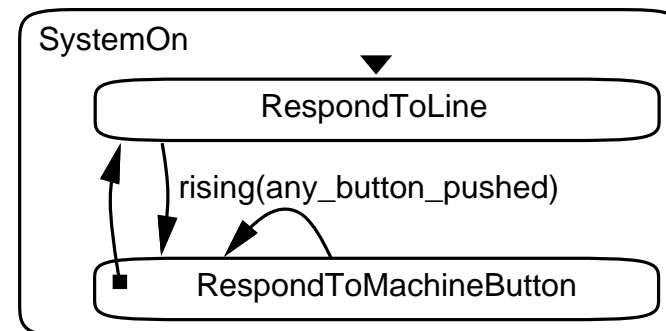 SystemOn
RespondToLine
rising(any_button_pushed)
RespondToMachineButton